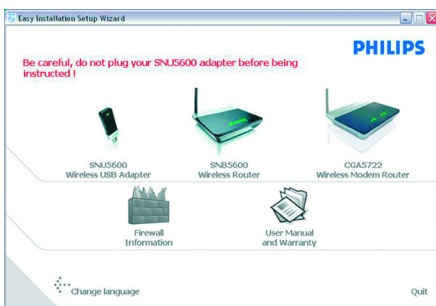 Easy Installation Setup Wizard
PHILIPS
Be careful, do not plug your SNU5600 adapter before being
instructed !
SNU5600
Wireless USB Adapter
SNB5600
Wireless Router
CGA5722
Wireless Modem Router
Firewall
Information
User Manual
and Warranty
Change language
Quit